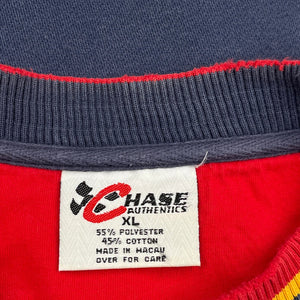 CHASE
AUTHENTICS
XL
55% POLYESTER
45% COTTON
MADE IN MACAU
OVER FOR CARE